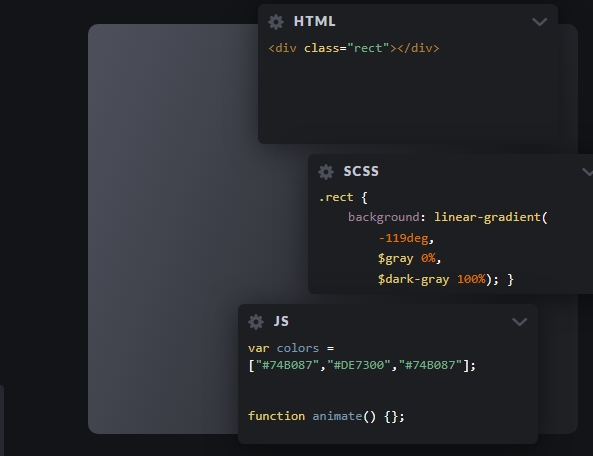 HTML
<div class="rect"></div>
SCSS
.rect {
background: linear-gradient(
-119deg,
$gray 0%,
$dark-gray 100%); }
JS
var colors =
["#74B087","#DE7300","#74B087"];
function animate() {};